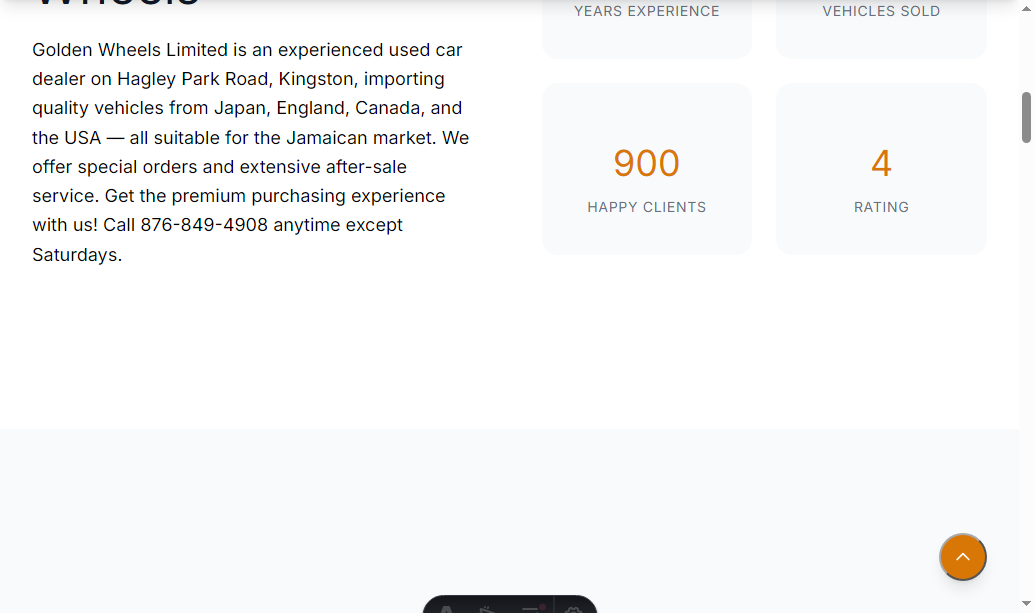 Wheels
Golden Wheels Limited is an experienced used car
dealer on Hagley Park Road, Kingston, importing
quality vehicles from Japan, England, Canada, and
the USA — all suitable for the Jamaican market. We
offer special orders and extensive after-sale
service. Get the premium purchasing experience
with us! Call 876-849-4908 anytime except
Saturdays.
YEARS EXPERIENCE
VEHICLES SOLD
900
HAPPY CLIENTS
4
RATING